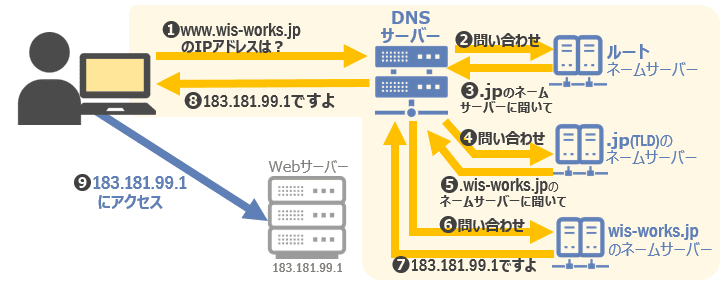 ❶www.wis-works.jp
のIPアドレスは？
DNS
サーバー
❷問い合わせ
ルート
ネームサーバー
❸.jpのネーム
サーバーに聞いて
❽183.181.99.1ですよ
❹問い合わせ
.jp(TLD)の
ネームサーバー
❺.wis-works.jpの
ネームサーバーに聞いて
❾183.181.99.1
にアクセス
Webサーバー
183.181.99.1
❻問い合わせ
wis-works.jp
のネームサーバー
❼183.181.99.1ですよ